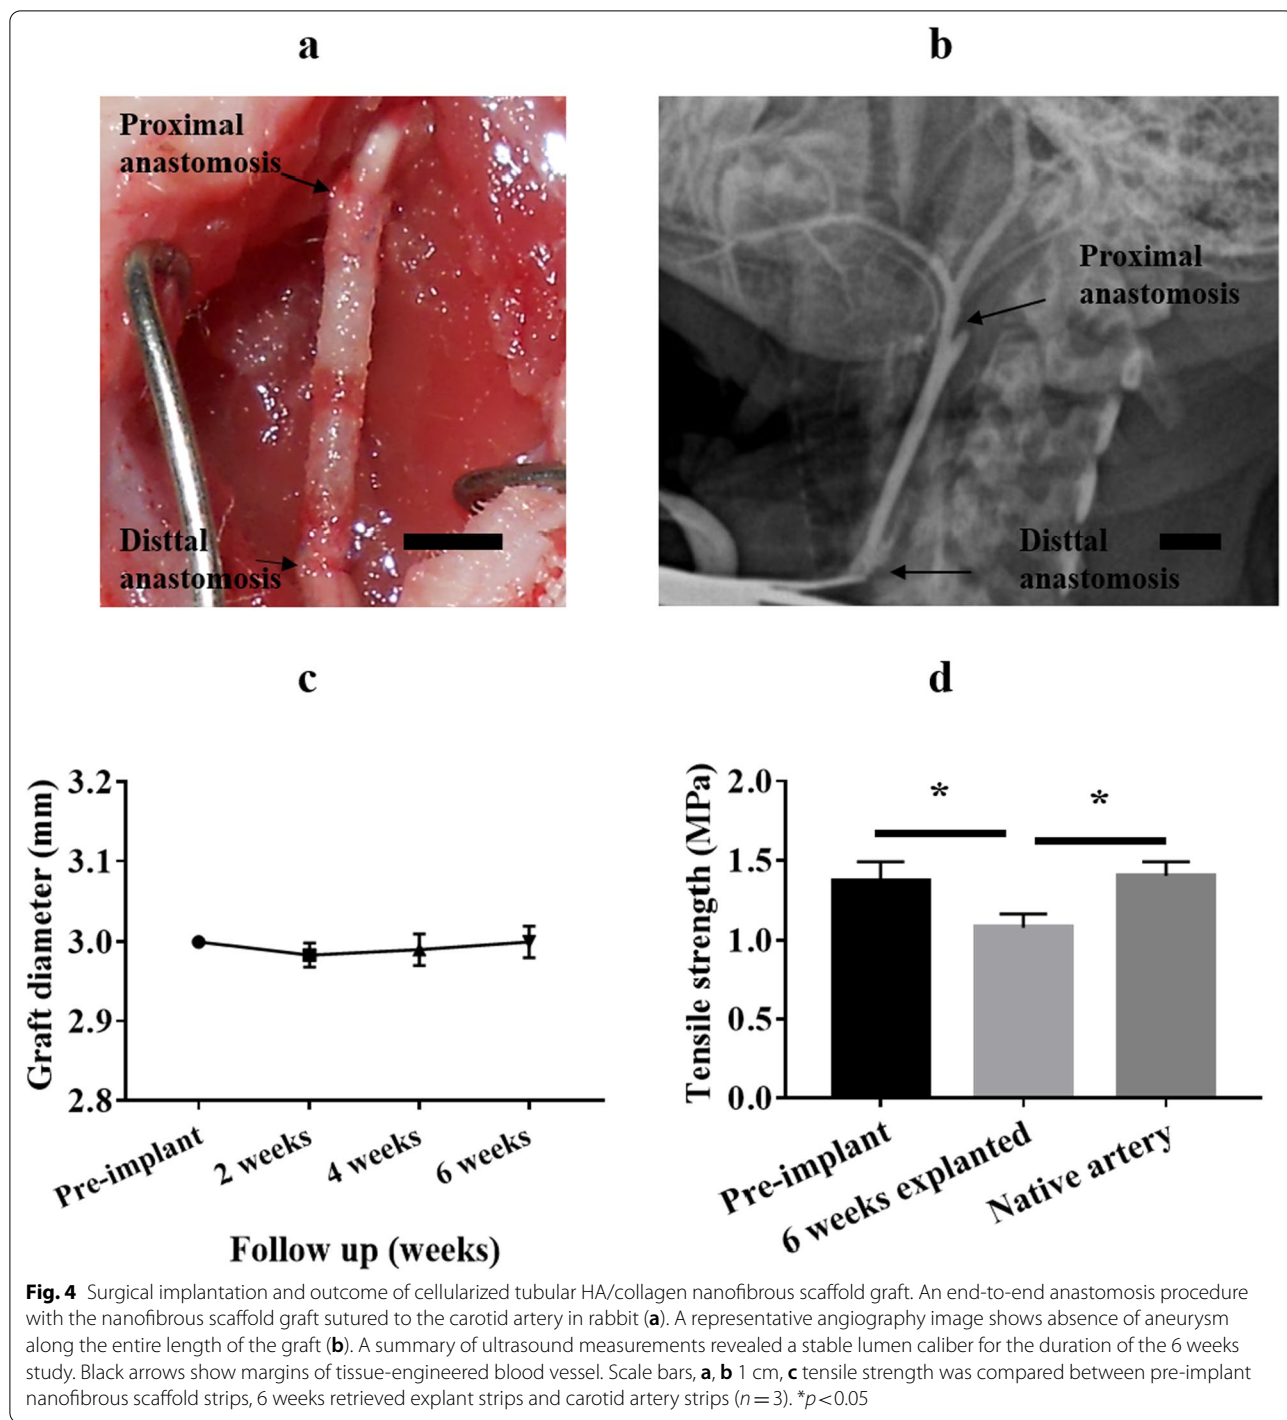 a
b
Proximal
anastomosis
Disttal
anastomosis
Proximal
anastomosis
Disttal
anastomosis
c
d
3.2
3.1
3.0
2.9
2.8
Graft diameter (mm)
Pre-implant
2 weeks
4 weeks
6 weeks
Follow up (weeks)
2.0
1.5
1.0
0.5
0.0
Tensile strength (MPa)
*
*
Pre-implant
6 weeks explanted
Native artery
Fig. 4 Surgical implantation and outcome of cellularized tubular HA/collagen nanofibrous scaffold graft. An end-to-end anastomosis procedure
with the nanofibrous scaffold graft sutured to the carotid artery in rabbit (a). A representative angiography image shows absence of aneurysm
along the entire length of the graft (b). A summary of ultrasound measurements revealed a stable lumen caliber for the duration of the 6 weeks
study. Black arrows show margins of tissue-engineered blood vessel. Scale bars, a, b 1 cm, c tensile strength was compared between pre-implant
nanofibrous scaffold strips, 6 weeks retrieved explant strips and carotid artery strips (n = 3). *p < 0.05